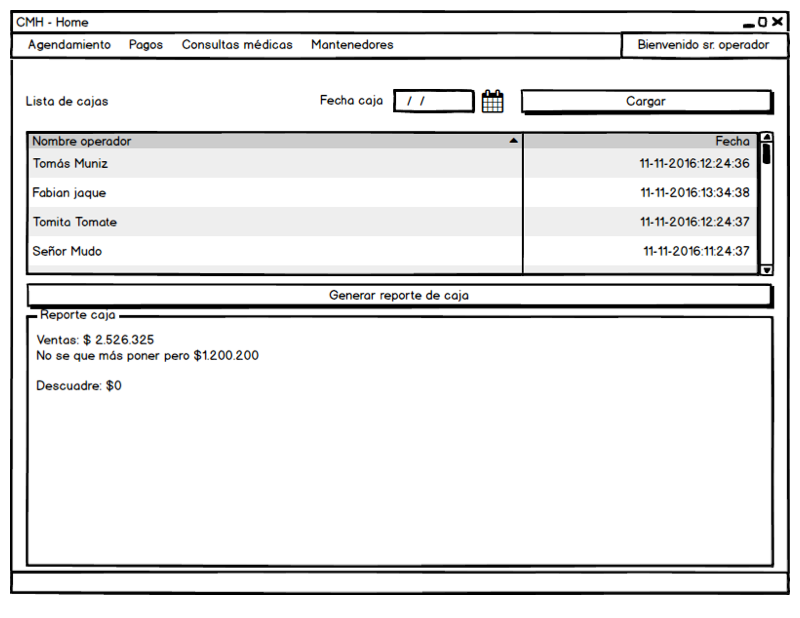 CMH - Home
Agendamiento Pagos Consultas médicas Mantenedores Bienvenido sr. operador
Lista de cajas Fecha caja / / Cargar
Nombre operador Fecha
Tomás Muniz 11-11-2016:12:24:36
Fabian jaque 11-11-2016:13:34:38
Tomita Tomate 11-11-2016:12:24:37
Señor Mudo 11-11-2016:11:24:37
Generar reporte de caja
Reporte caja
Ventas: $ 2.526.325
No se que más poner pero $1.200.200
Descuadre: $0